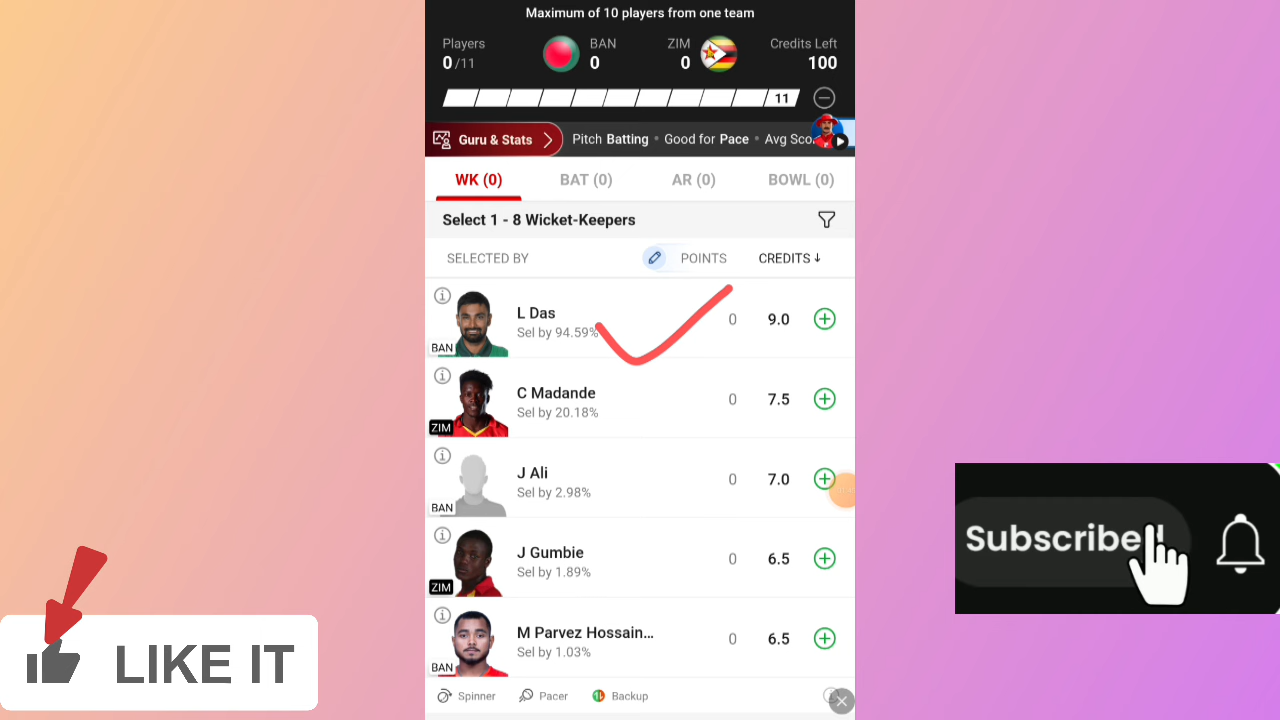 Maximum of 10 players from one team
Players BAN ZIM Credits Left
0/11 0 0 100
11
Guru & Stats Pitch Batting • Good for Pace • Avg Sco
WK (0) BAT (0) AR (0) BOWL (0)
Select 1 - 8 Wicket-Keepers
SELECTED BY POINTS CREDITS ↓
L Das
Sel by 94.59% 0 9.0
BAN
C Madande
Sel by 20.18% 0 7.5
ZIM
J Ali
Sel by 2.98% 0 7.0
BAN
J Gumbie
Sel by 1.89% 0 6.5
ZIM
M Parvez Hossain...
Sel by 1.03% 0 6.5
BAN
Spinner Pacer Backup
LIKE IT
Subscribed